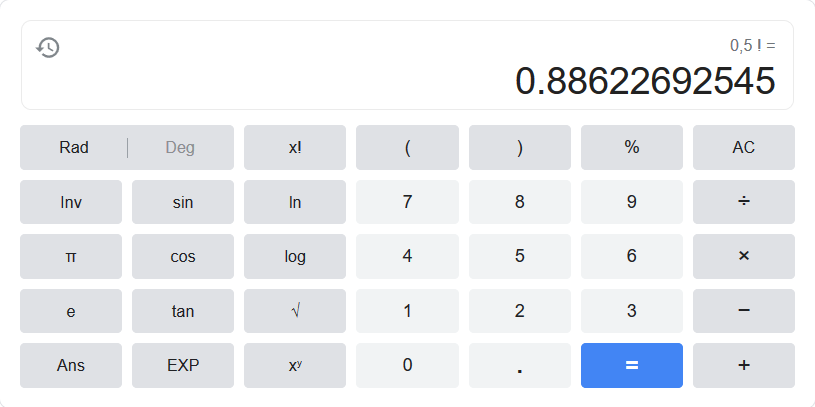 0,5 ! =
0.88622692545
Rad Deg x! ( ) % AC
Inv sin ln 7 8 9 ÷
π cos log 4 5 6 ×
e tan √ 1 2 3 −
Ans EXP xʸ 0 . = +